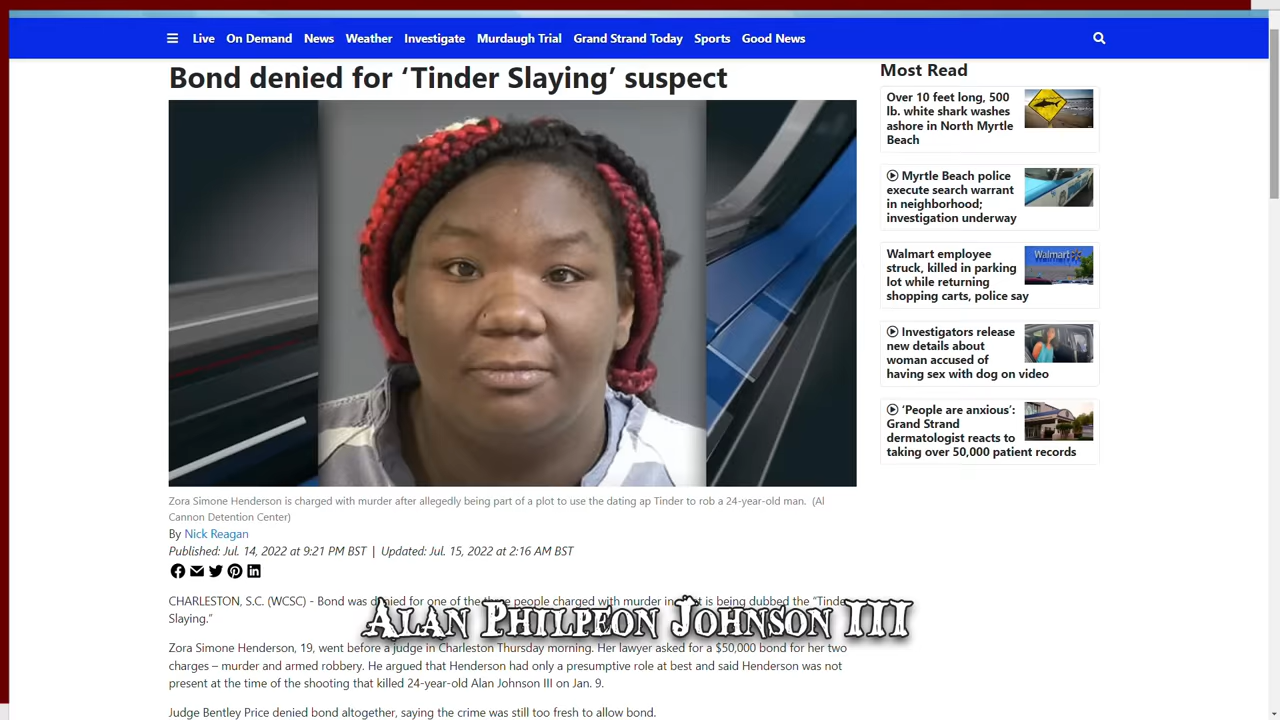 Live On Demand News Weather Investigate Murdaugh Trial Grand Strand Today Sports Good News
Bond denied for ‘Tinder Slaying’ suspect
Zora Simone Henderson is charged with murder after allegedly being part of a plot to use the dating ap Tinder to rob a 24-year-old man. (Al
Cannon Detention Center)
By Nick Reagan
Published: Jul. 14, 2022 at 9:21 PM BST | Updated: Jul. 15, 2022 at 2:16 AM BST
CHARLESTON, S.C. (WCSC) - Bond was denied for one of the three people charged with murder in is being dubbed the “Tinde
Slaying.”
Alan Philpeon Johnson III
Zora Simone Henderson, 19, went before a judge in Charleston Thursday morning. Her lawyer asked for a $50,000 bond for her two
charges – murder and armed robbery. He argued that Henderson had only a presumptive role at best and said Henderson was not
present at the time of the shooting that killed 24-year-old Alan Johnson III on Jan. 9.
Judge Bentley Price denied bond altogether, saying the crime was still too fresh to allow bond.
Most Read
Over 10 feet long, 500
lb. white shark washes
ashore in North Myrtle
Beach
Myrtle Beach police
execute search warrant
in neighborhood;
investigation underway
Walmart employee
struck, killed in parking
lot while returning
shopping carts, police say
Walmart
Investigators release
new details about
woman accused of
having sex with dog on video
‘People are anxious’:
Grand Strand
dermatologist reacts to
taking over 50,000 patient records